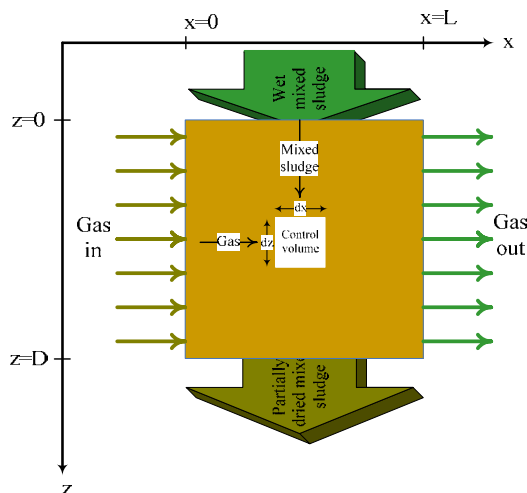 x=0
x=L
x
Wet
mixed
sludge
z=0
Mixed
sludge
dx
Gas
in
Gas
dz
Control
volume
Gas
out
z=D
Partially
dried mixed
sludge
z